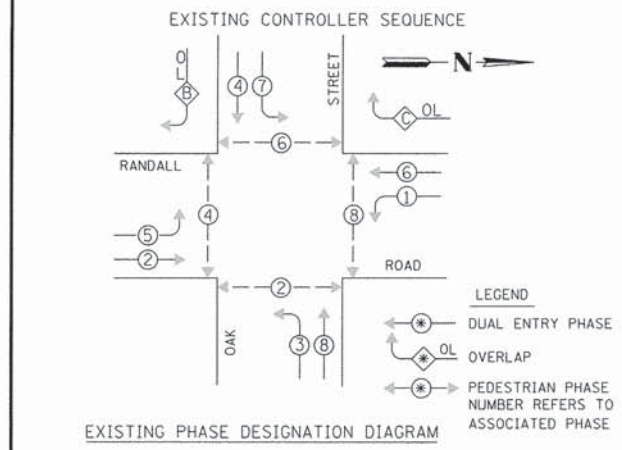 EXISTING CONTROLLER SEQUENCE
OL
B
4
7
STREET
N
C
OL
6
RANDALL
6
1
4
8
5
2
ROAD
2
OAK
3
8
LEGEND
* DUAL ENTRY PHASE
* OL OVERLAP
* PEDESTRIAN PHASE
NUMBER REFERS TO
ASSOCIATED PHASE
EXISTING PHASE DESIGNATION DIAGRAM